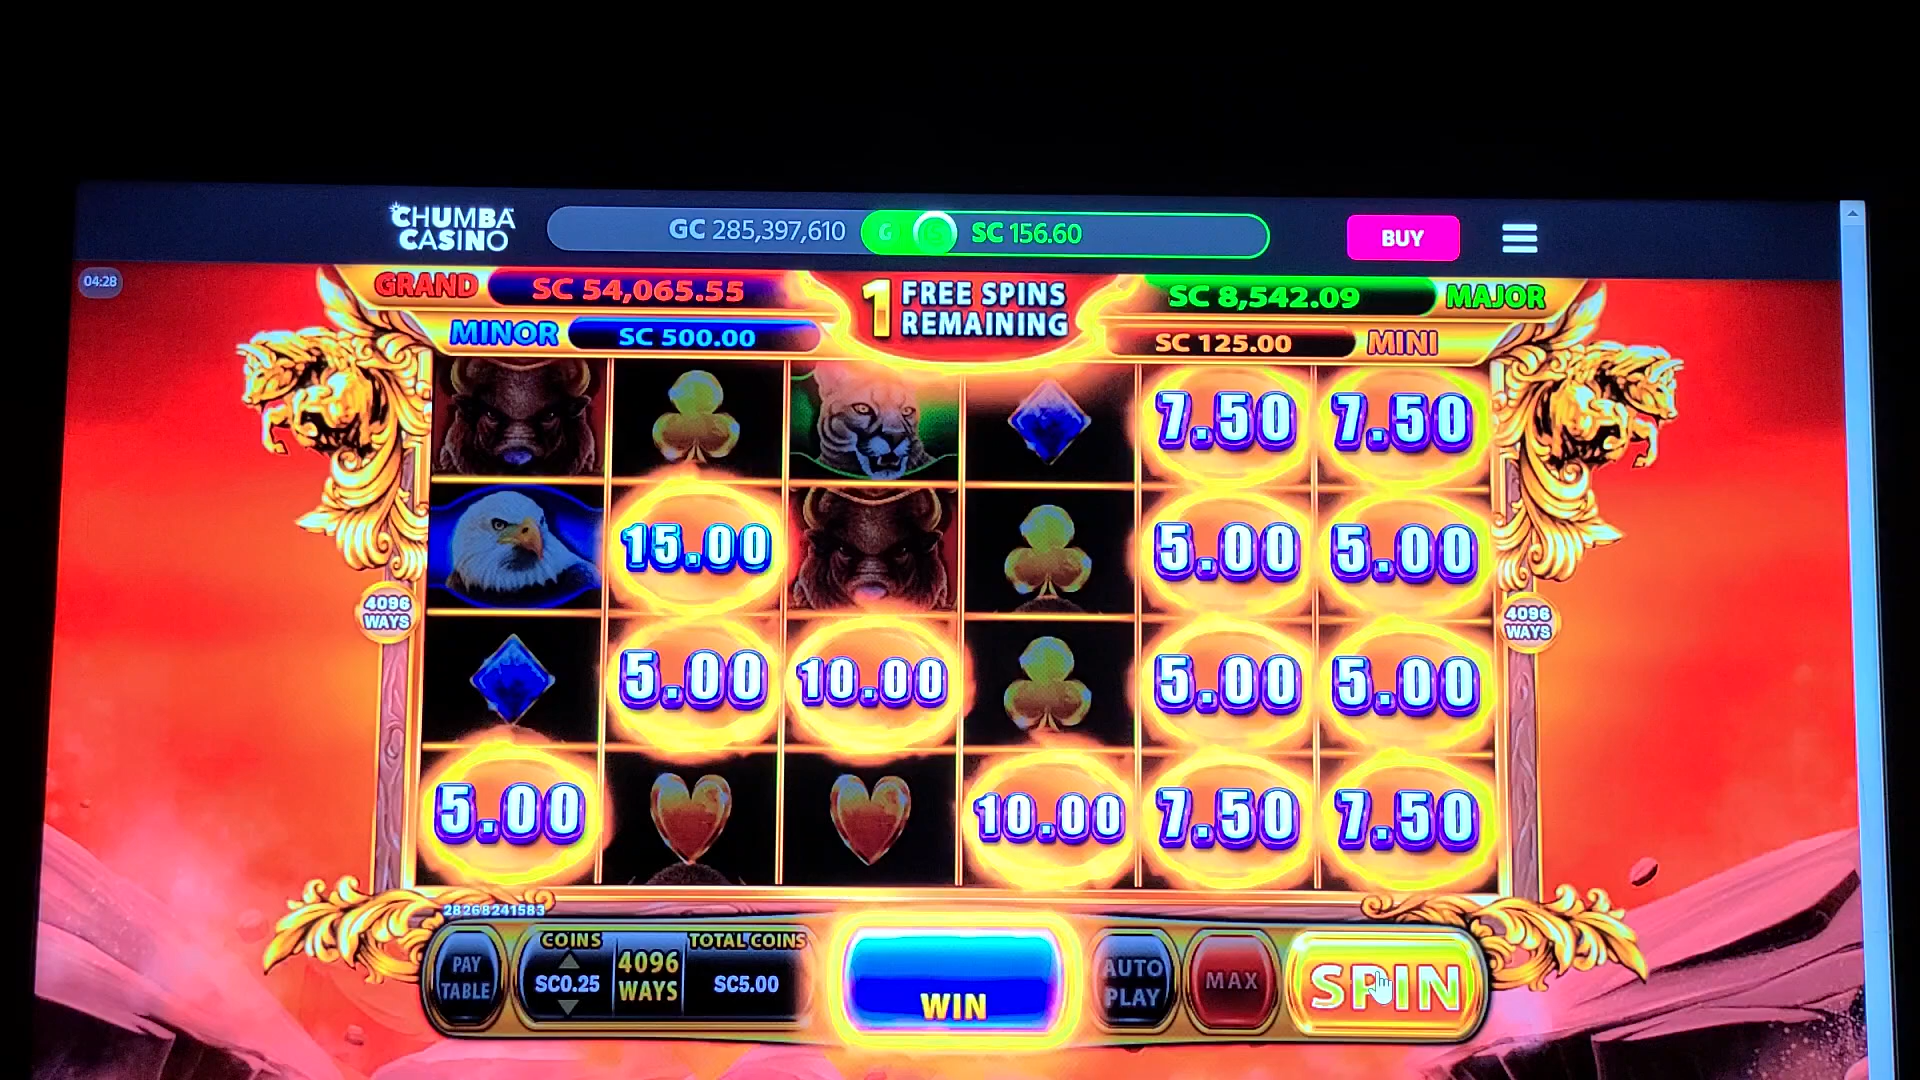 CHUMBA
CASINO
GC 285,397,610
G
S
SC 156.60
BUY
04:28
GRAND
SC 54,065.55
1 FREE SPINS
REMAINING
SC 8,542.09
MAJOR
MINOR
SC 500.00
SC 125.00
MINI
7.50
7.50
15.00
5.00
5.00
4096
WAYS
4096
WAYS
5.00
10.00
5.00
5.00
5.00
10.00
7.50
7.50
28268241583
PAY
TABLE
COINS
SC0.25
4096
WAYS
TOTAL COINS
SC5.00
WIN
AUTO
PLAY
MAX
SPIN